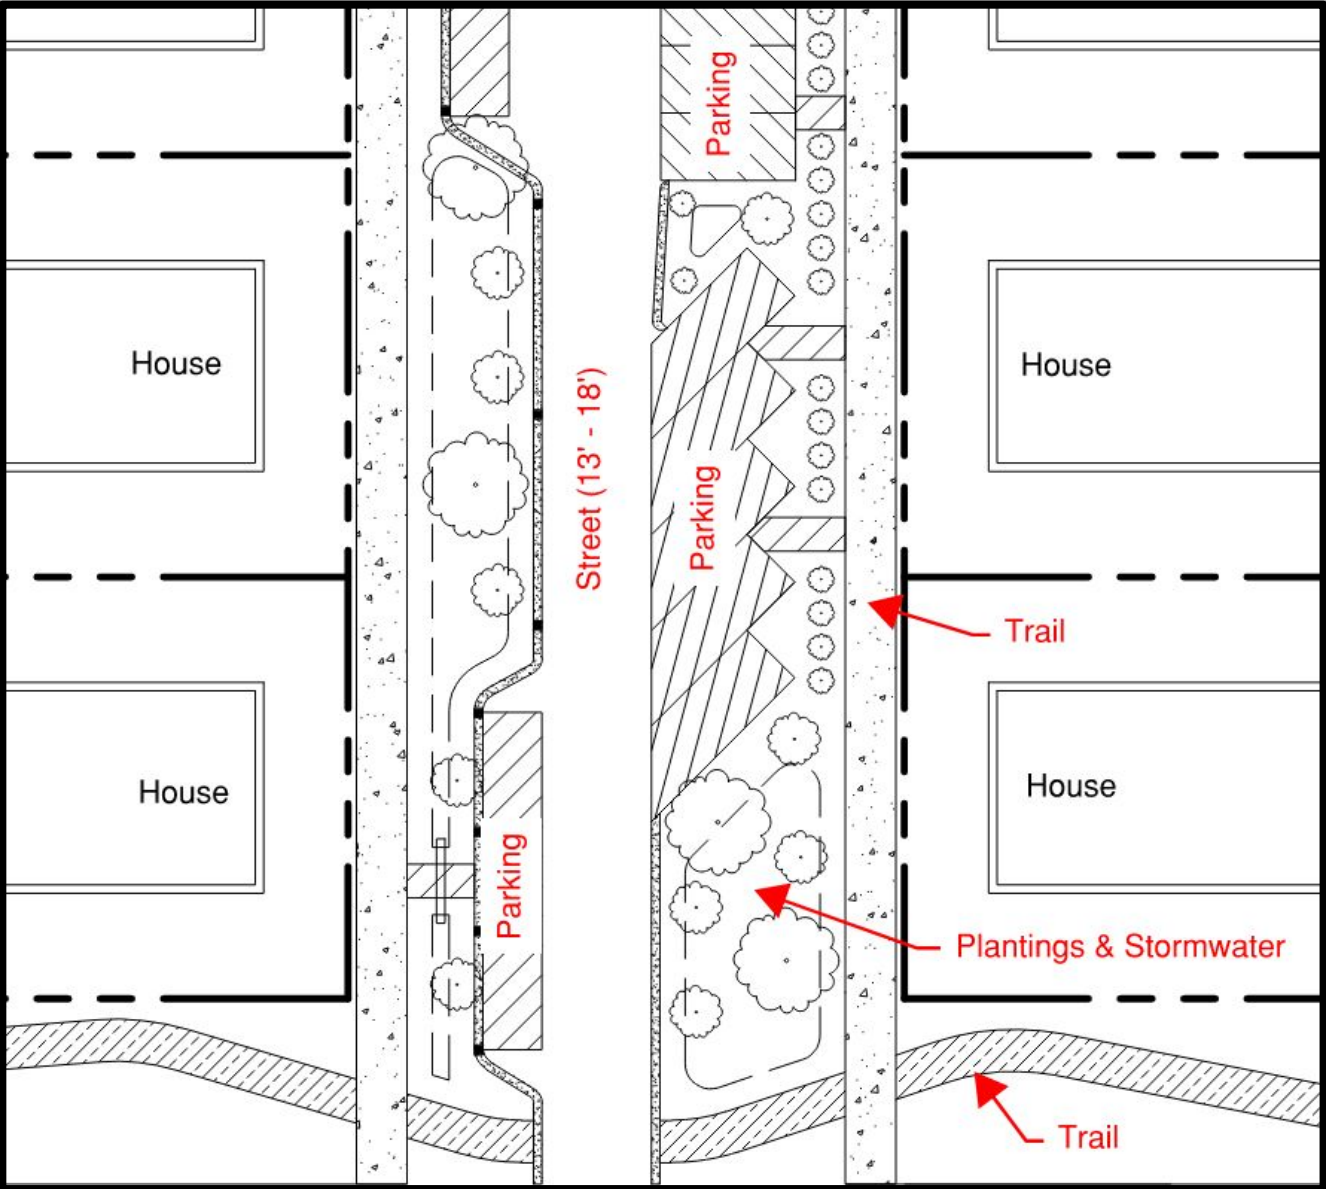 Parking
House
House
Street (13' - 18')
Parking
Trail
House
House
Parking
Plantings & Stormwater
Trail